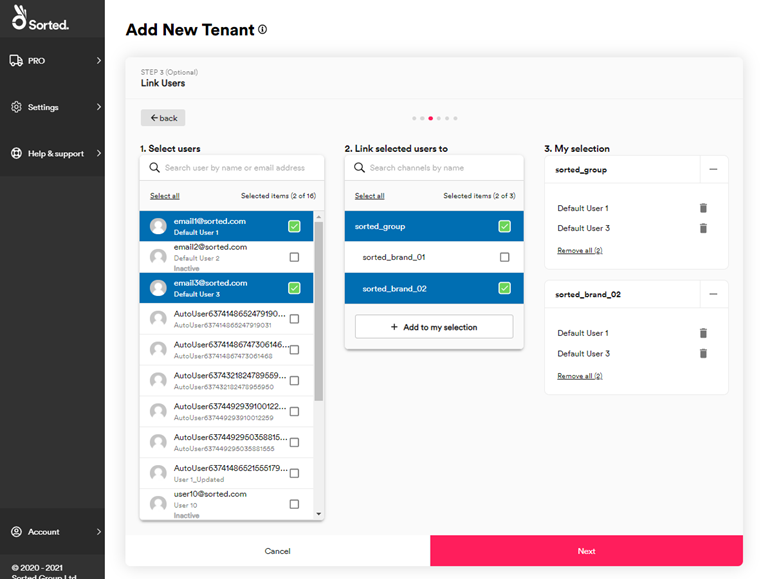 Sorted.
PRO
Settings
Help & support
Account
© 2020 - 2021
Sorted Group Ltd
Add New Tenant
STEP 3 (Optional)
Link Users
back
1. Select users
Search user by name or email address
Select all
Selected items (2 of 16)
email1@sorted.com
Default User 1
email2@sorted.com
Default User 2
Inactive
email3@sorted.com
Default User 3
AutoUser6374148652479190...
AutoUser637414865247919031
AutoUser63741486747306146...
AutoUser637414867473061468
AutoUser6374321824789559...
AutoUser637432182478955950
AutoUser6374492939100122...
AutoUser637449293910012259
AutoUser6374492950358815...
AutoUser637449295035881555
AutoUser6374148652155517 9...
User 1_Updated
user10@sorted.com
User 10
Inactive
2. Link selected users to
Search channels by name
Select all
Selected items (2 of 3)
sorted_group
sorted_brand_01
sorted_brand_02
+ Add to my selection
3. My selection
sorted_group
Default User 1
Default User 3
Remove all (2)
sorted_brand_02
Default User 1
Default User 3
Remove all (2)
Cancel
Next